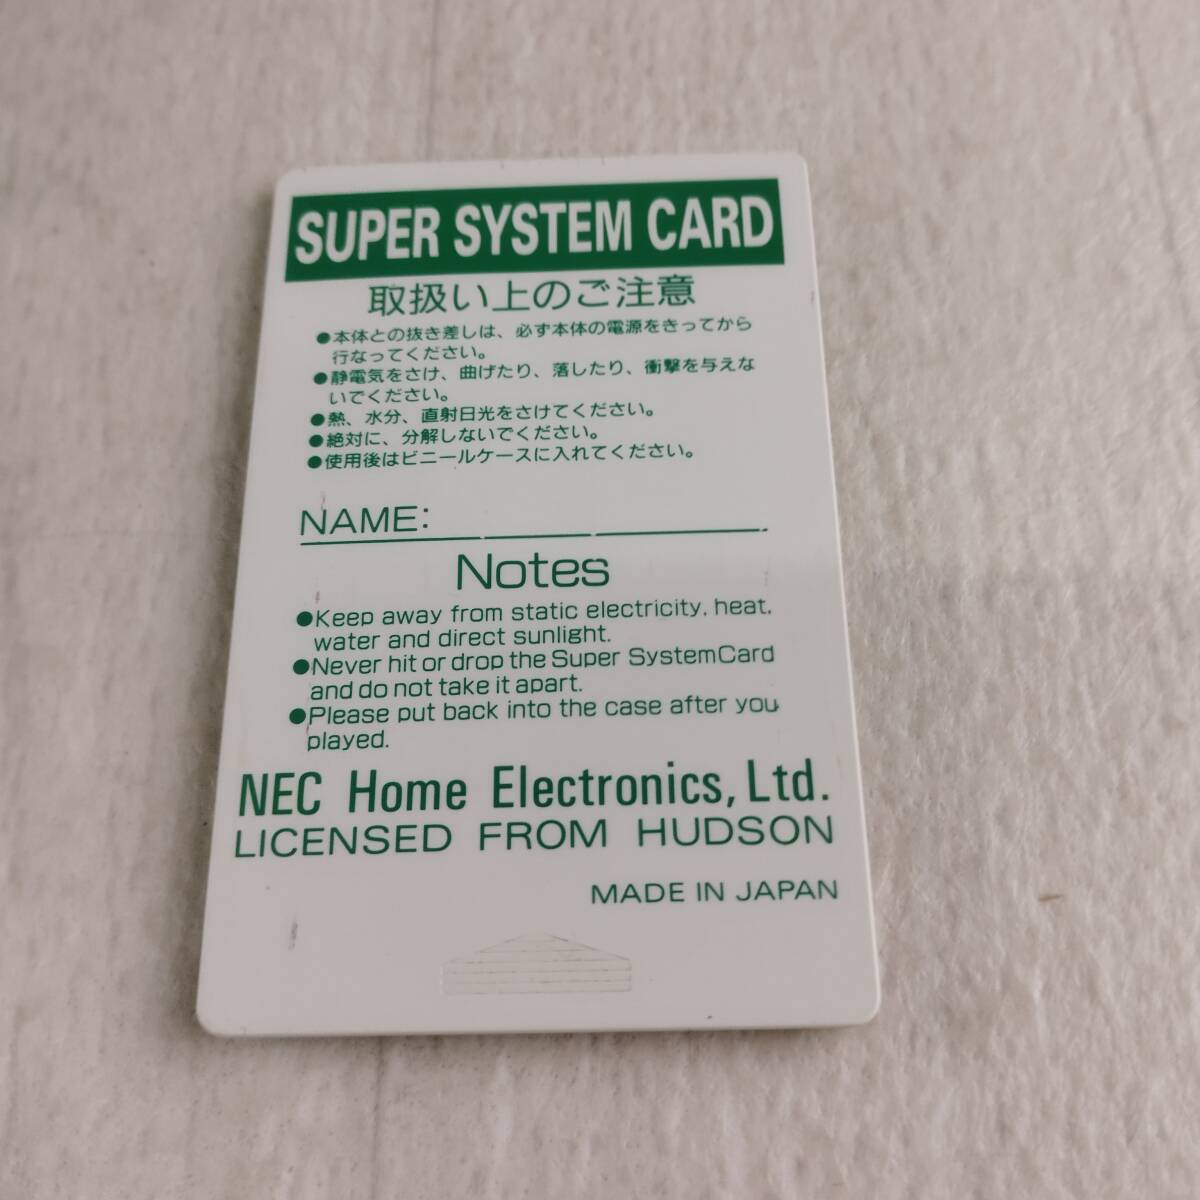 SUPER SYSTEM CARD
取扱い上のご注意
●本体との抜き差しは、必ず本体の電源をきってから
行なってください。
●静電気をさけ、曲げたり、落したり、衝撃を与えな
いでください。
●熱、水分、直射日光をさけてください。
●絶対に、分解しないでください。
●使用後はビニールケースに入れてください。
NAME:
Notes
●Keep away from static electricity, heat,
water and direct sunlight.
●Never hit or drop the Super SystemCard
and do not take it apart.
●Please put back into the case after you
played.
NEC Home Electronics, Ltd.
LICENSED FROM HUDSON
MADE IN JAPAN